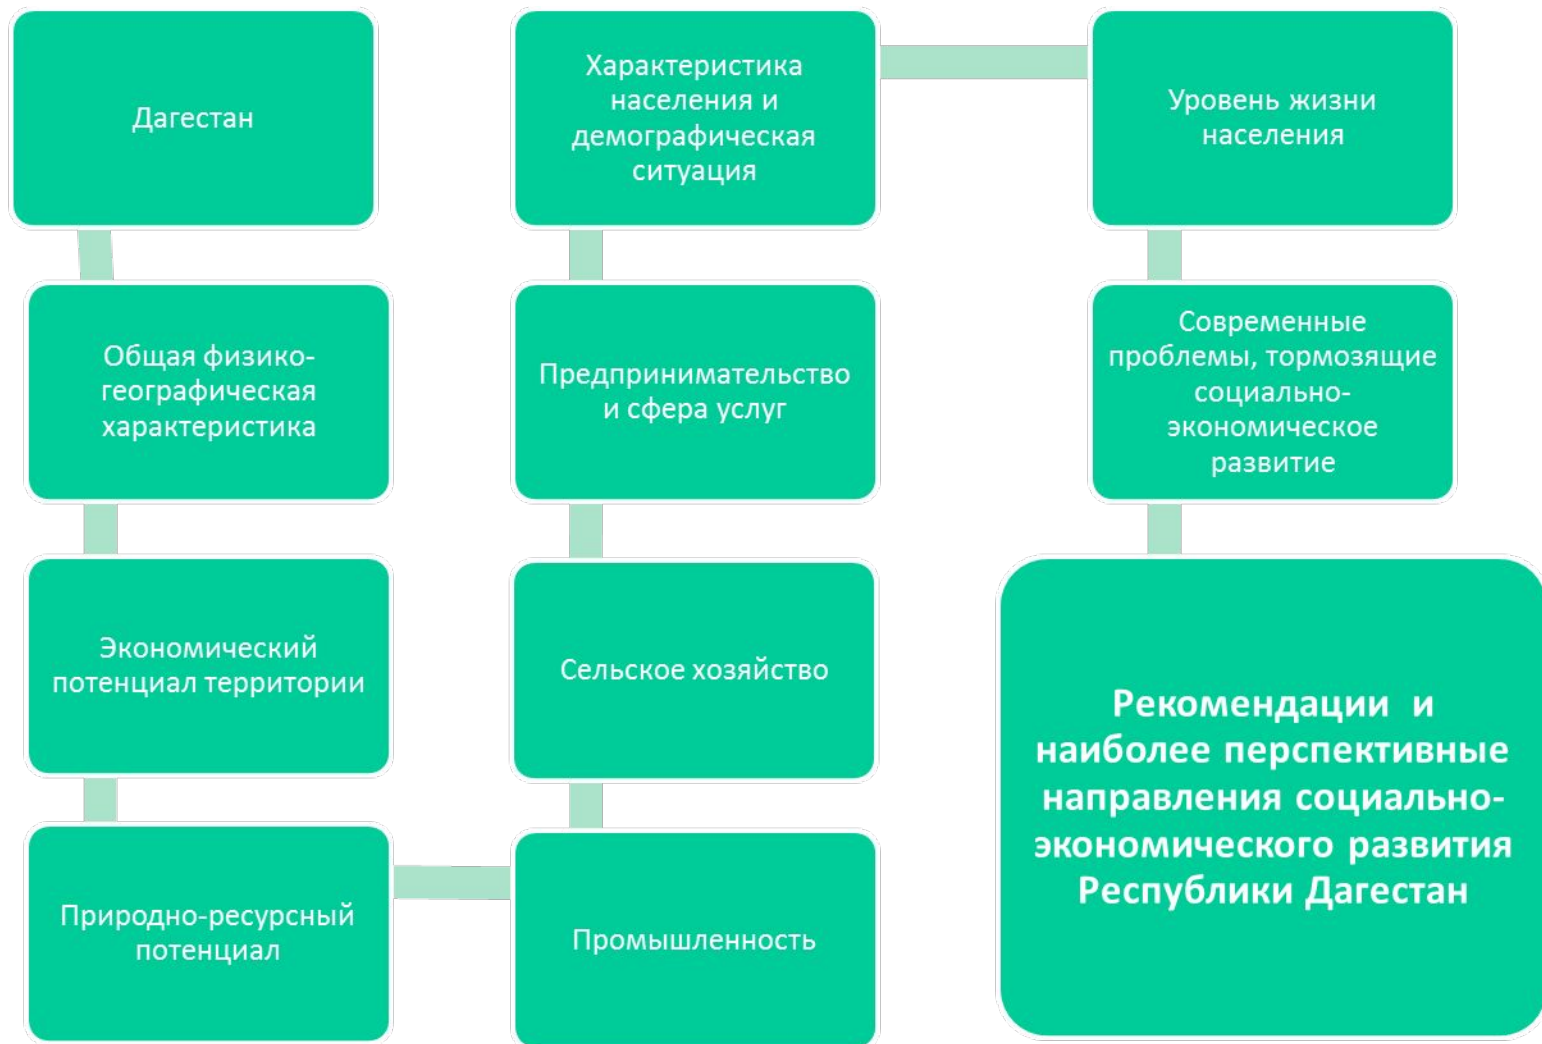 Дагестан
Общая физико-
географическая
характеристика
Экономический
потенциал территории
Природно-ресурсный
потенциал
Промышленность
Сельское хозяйство
Предпринимательство
и сфера услуг
Характеристика
населения и
демографическая
ситуация
Уровень жизни
населения
Современные
проблемы, тормозящие
социально-
экономическое
развитие
Рекомендации и
наиболее перспективные
направления социально-
экономического развития
Республики Дагестан